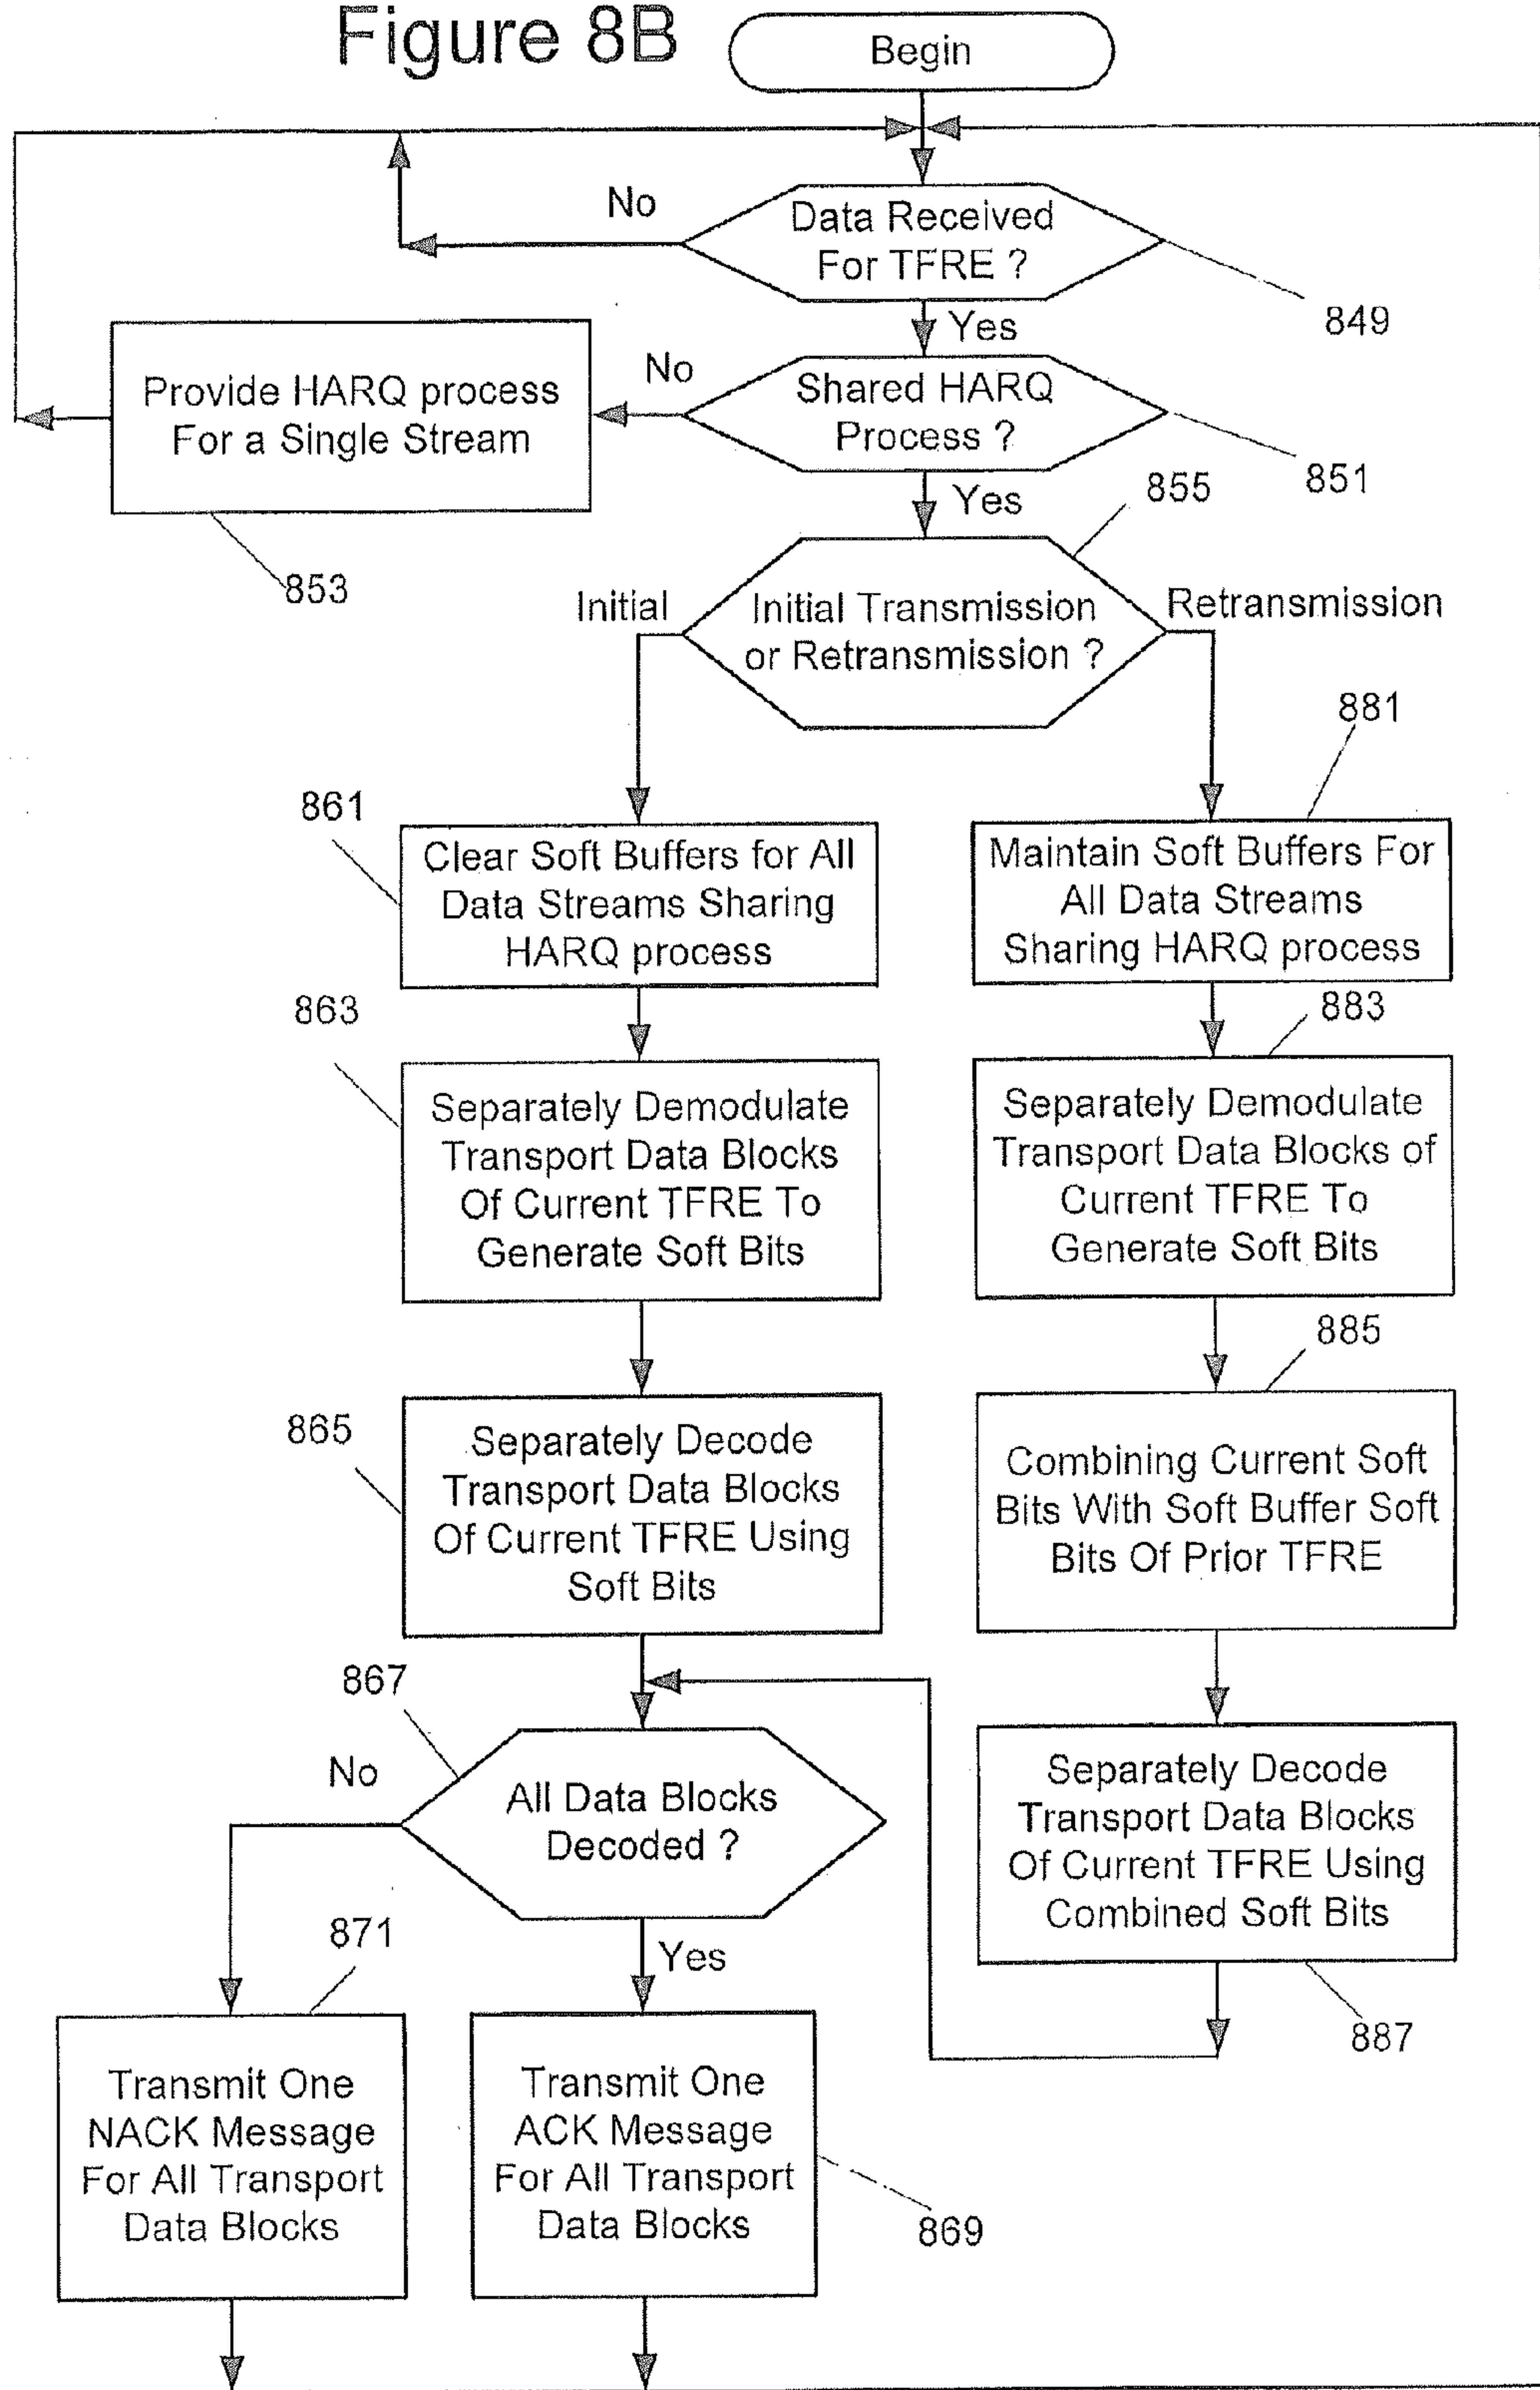 Figure 8B
Begin
No
Data Received
For TFRE ?
849
Yes
Provide HARQ process
For a Single Stream
853
No
Shared HARQ
Process ?
851
Yes
855
Initial
Initial Transmission
or Retransmission ?
Retransmission
861
Clear Soft Buffers for All
Data Streams Sharing
HARQ process
881
Maintain Soft Buffers For
All Data Streams
Sharing HARQ process
863
Separately Demodulate
Transport Data Blocks
Of Current TFRE To
Generate Soft Bits
883
Separately Demodulate
Transport Data Blocks of
Current TFRE To
Generate Soft Bits
865
Separately Decode
Transport Data Blocks
Of Current TFRE Using
Soft Bits
885
Combining Current Soft
Bits With Soft Buffer Soft
Bits Of Prior TFRE
867
No
All Data Blocks
Decoded ?
Yes
Separately Decode
Transport Data Blocks
Of Current TFRE Using
Combined Soft Bits
887
871
Transmit One
NACK Message
For All Transport
Data Blocks
Transmit One
ACK Message
For All Transport
Data Blocks
869